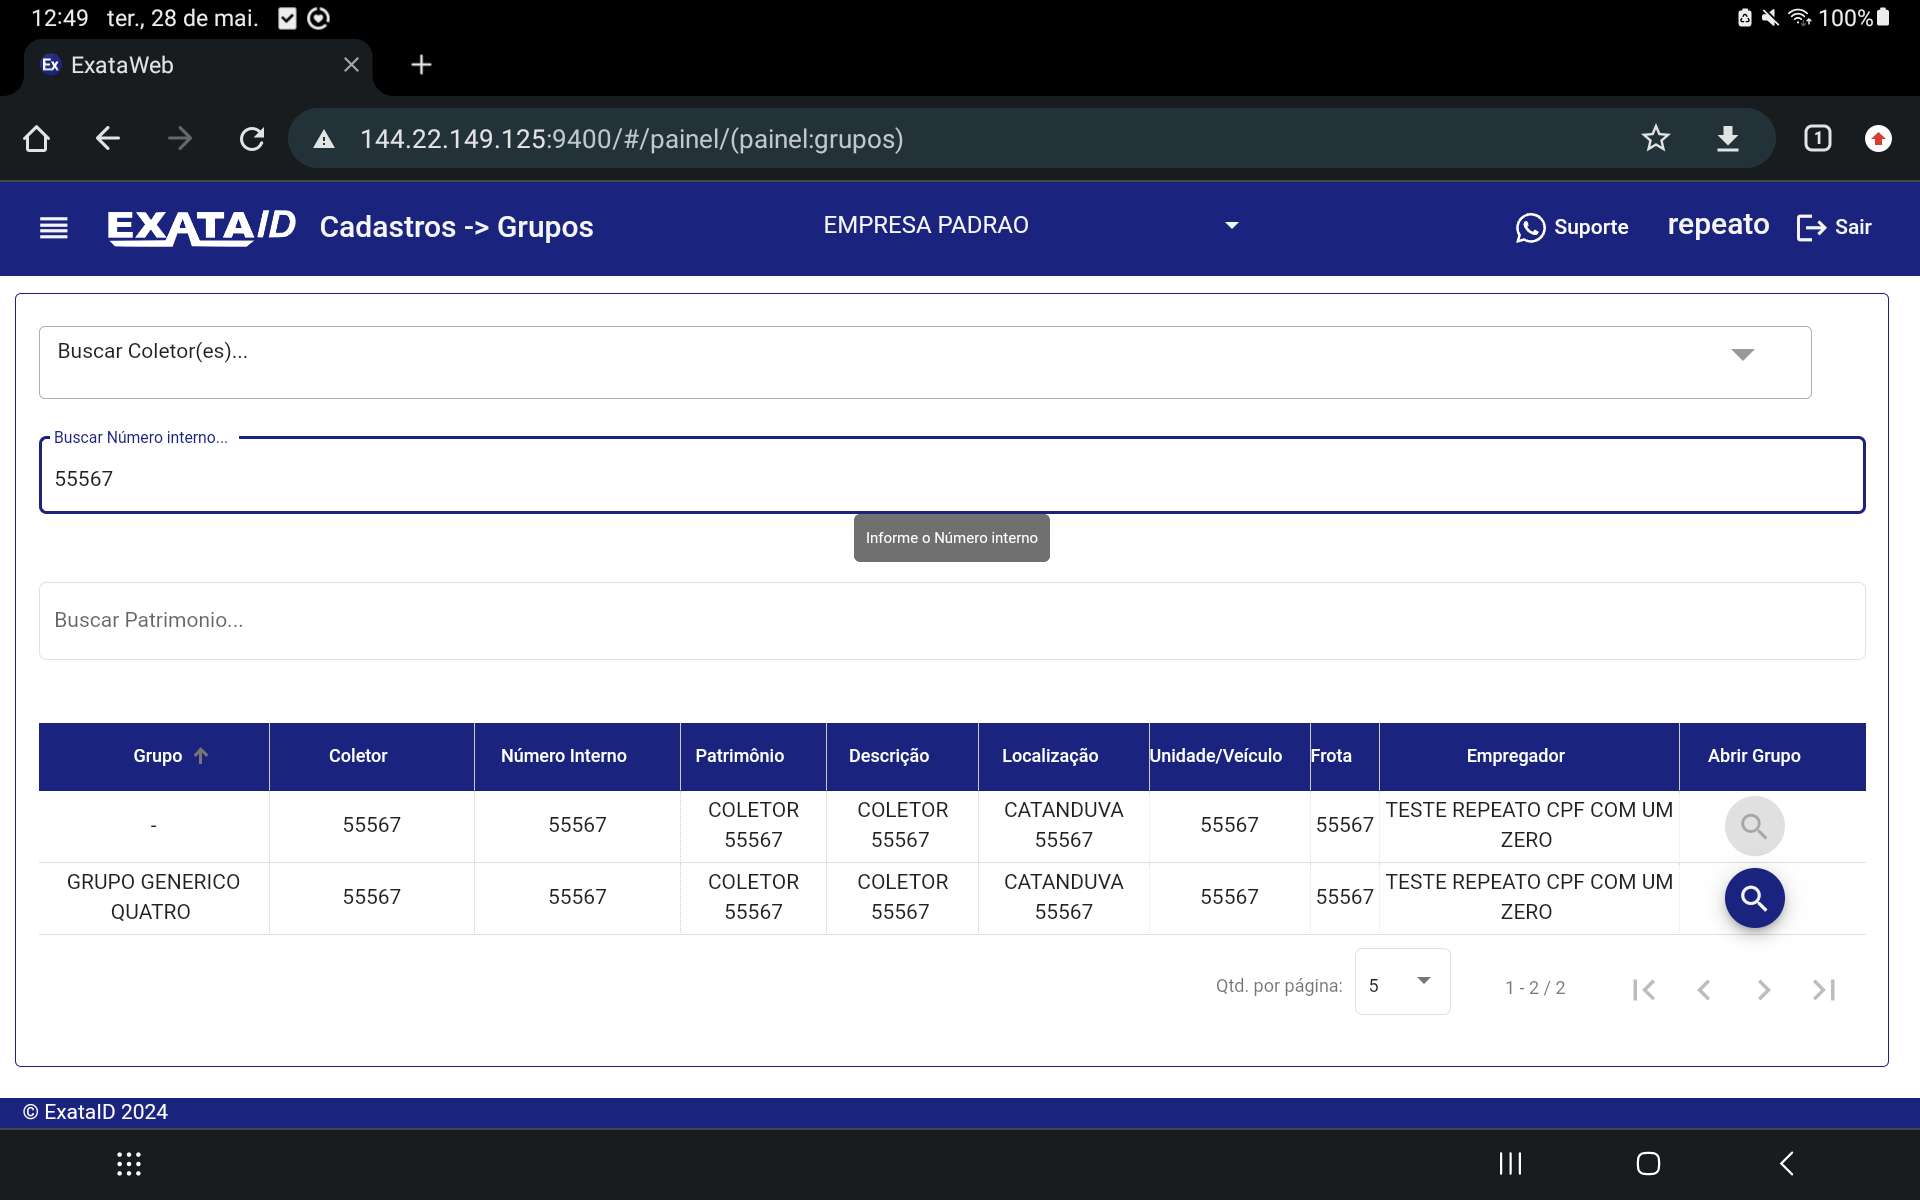 12:49 ter., 28 de mai. 100%
Ex ExataWeb
144.22.149.125:9400/#/painel/(painel:grupos) 1
EXATA/ID Cadastros -> Grupos EMPRESA PADRAO Suporte repeato Sair
Buscar Coletor(es)...
Buscar Número interno...
55567
Informe o Número interno
Buscar Patrimonio...
Grupo Coletor Número Interno Patrimônio Descrição Localização Unidade/Veículo Frota Empregador Abrir Grupo
- 55567 55567 COLETOR 55567 COLETOR 55567 CATANDUVA 55567 55567 55567 TESTE REPEATO CPF COM UM ZERO
GRUPO GENERICO QUATRO 55567 55567 COLETOR 55567 COLETOR 55567 CATANDUVA 55567 55567 55567 TESTE REPEATO CPF COM UM ZERO
Qtd. por página: 5 1 - 2 / 2
© ExataID 2024